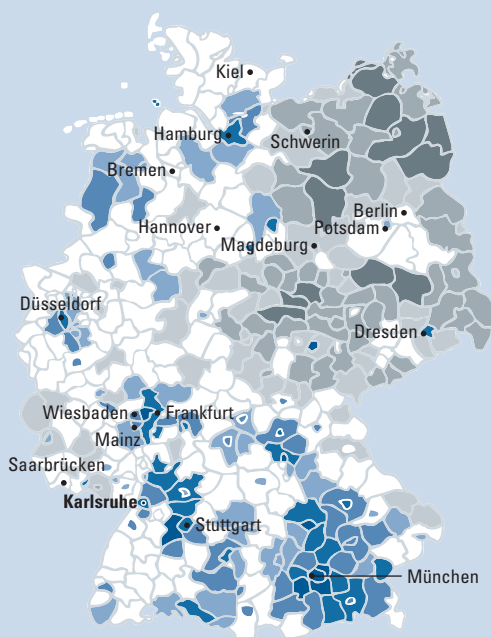 Kiel
Hamburg
Schwerin
Bremen
Berlin
Hannover
Potsdam
Magdeburg
Düsseldorf
Dresden
Wiesbaden
Frankfurt
Mainz
Saarbrücken
Karlsruhe
Stuttgart
München